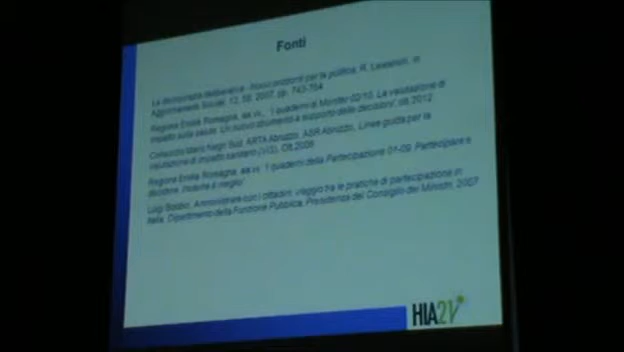 Fonti
La democrazia deliberativa - Nuovi orizzonti per la politica, R. Lewanski, in
Aggiornamenti Sociali, 12, 58, 2007, pp. 743-754
Regione Emilia Romagna, aa.vv., I quaderni di Moniter 02/10. La valutazione di
impatto sulla salute. Un nuovo strumento a supporto delle decisioni", ott 2012
Consorzio Mario Negri Sud, ARTA Abruzzo, ASR Abruzzo, Linee guida per la
valutazione di impatto sanitario (VIS), Ott 2008
Regione Emilia Romagna, aa.vv. "I quaderni della Partecipazione 01-09. Partecipare e
decidere. Insieme è meglio"
Luigi Bobbio, Amministrare con i cittadini. Viaggio tra le pratiche di partecipazione in
Italia, Dipartimento della Funzione Pubblica, Presidenza del Consiglio dei Ministri, 2007
HIA21